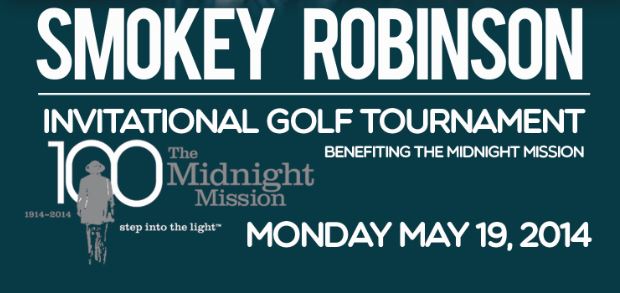 SMOKEY ROBINSON
INVITATIONAL GOLF TOURNAMENT
BENEFITING THE MIDNIGHT MISSION
100
The
Midnight
Mission
1914-2014
step into the light™
MONDAY MAY 19, 2014